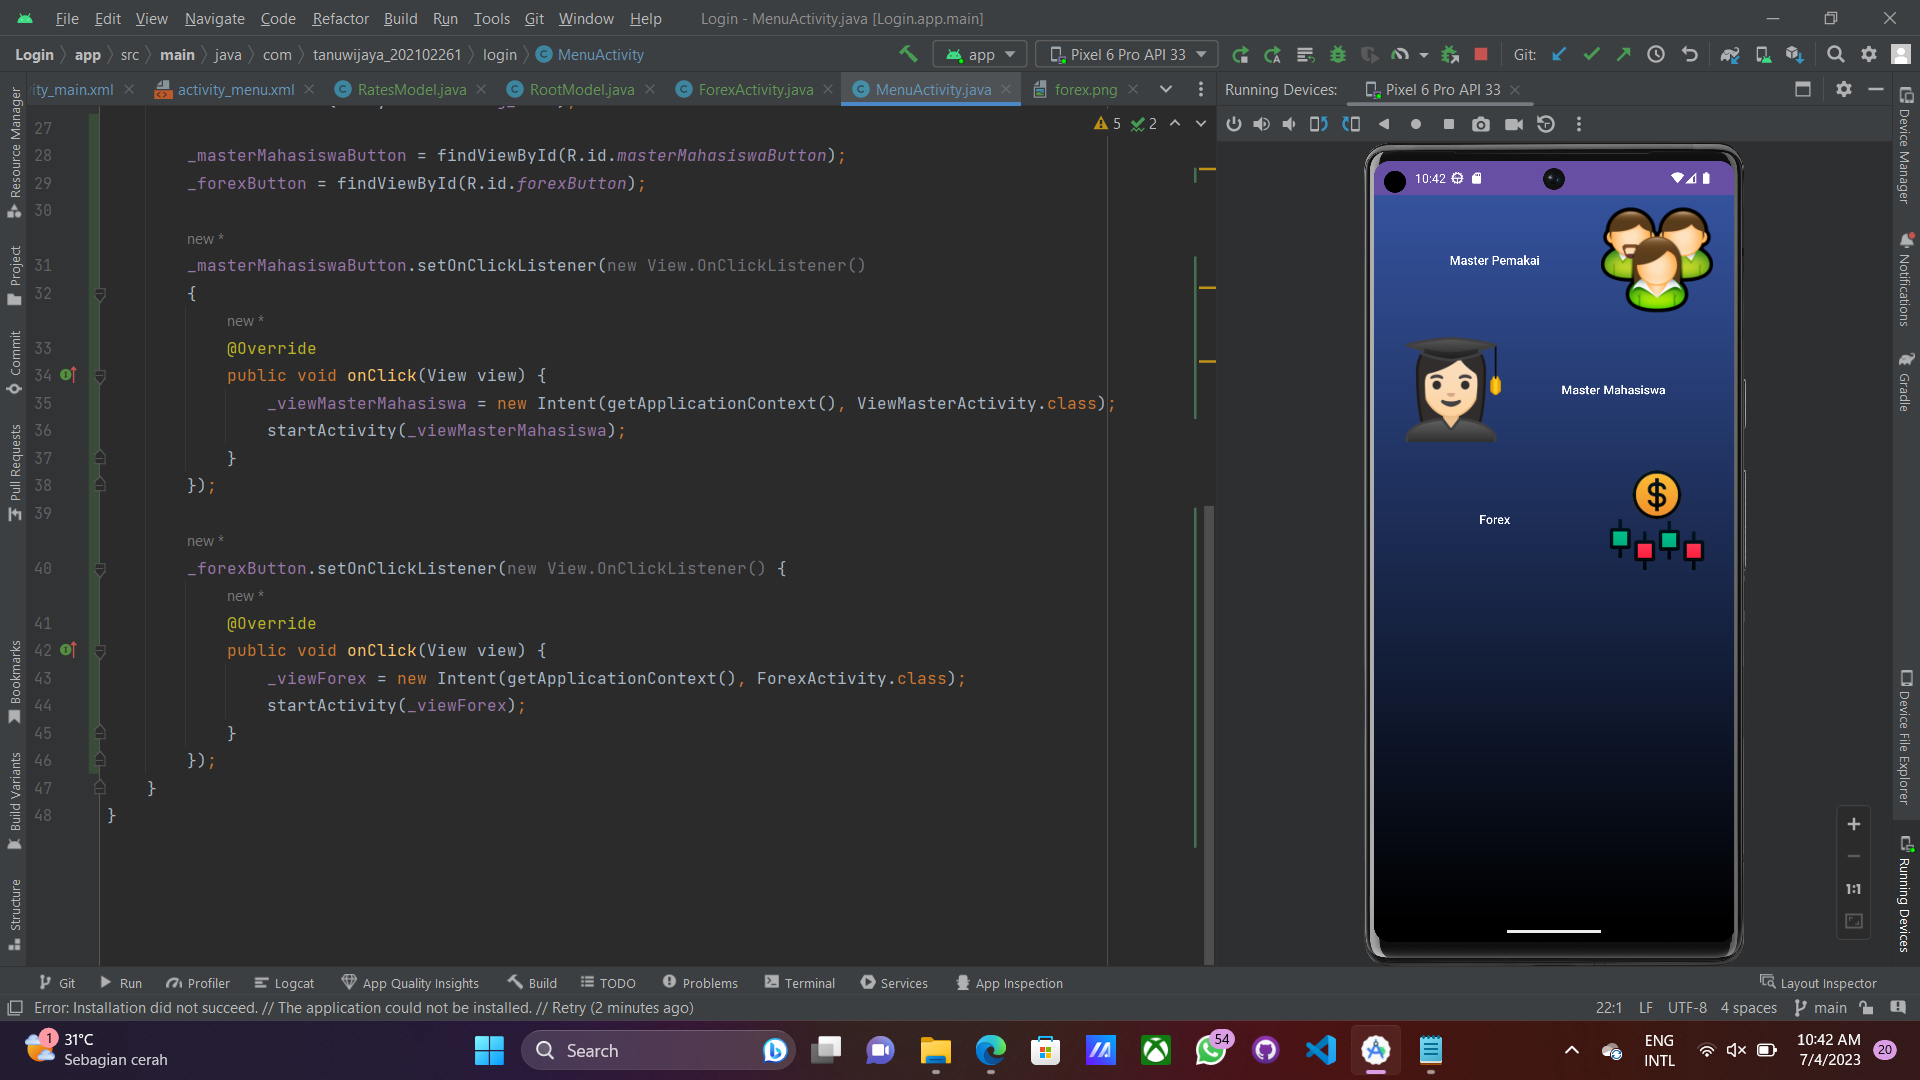 File Edit View Navigate Code Refactor Build Run Tools Git Window Help Login - MenuActivity.java [Login.app.main]
Login app src main java com tanuwijaya_202102261 login MenuActivity app Pixel 6 Pro API 33 Git:
ity_main.xml activity_menu.xml RatesModel.java RootModel.java ForexActivity.java MenuActivity.java forex.png Running Devices: Pixel 6 Pro API 33
5 2
27
28 _masterMahasiswaButton = findViewById(R.id.masterMahasiswaButton);
29 _forexButton = findViewById(R.id.forexButton);
30
new *
31 _masterMahasiswaButton.setOnClickListener(new View.OnClickListener()
32 {
new *
33 @Override
34 public void onClick(View view) {
35 _viewMasterMahasiswa = new Intent(getApplicationContext(), ViewMasterActivity.class);
36 startActivity(_viewMasterMahasiswa);
37 }
38 });
39
new *
40 _forexButton.setOnClickListener(new View.OnClickListener() {
new *
41 @Override
42 public void onClick(View view) {
43 _viewForex = new Intent(getApplicationContext(), ForexActivity.class);
44 startActivity(_viewForex);
45 }
46 });
47 }
48 }
10:42
Master Pemakai
Master Mahasiswa
Forex
1:1
Resource Manager
Project
Commit
Pull Requests
Bookmarks
Build Variants
Structure
Device Manager
Notifications
Gradle
Device File Explorer
Running Devices
Git Run Profiler Logcat App Quality Insights Build TODO Problems Terminal Services App Inspection Layout Inspector
Error: Installation did not succeed. // The application could not be installed. // Retry (2 minutes ago) 22:1 LF UTF-8 4 spaces main
1 31°C
Sebagian cerah
Search
54
ENG
INTL
10:42 AM
7/4/2023
20